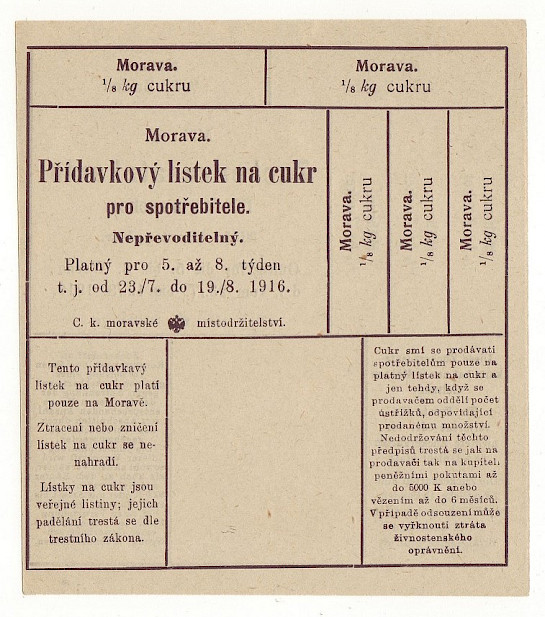 Morava.
1/8 kg cukru
Morava.
1/8 kg cukru
Morava.
Přídavkový lístek na cukr
pro spotřebitele.
Nepřevoditelný.
Platný pro 5. až 8. týden
t. j. od 23./7. do 19./8. 1916.
C. k. moravské místodržitelství.
Morava.
1/8 kg cukru
Morava.
1/8 kg cukru
Morava.
1/8 kg cukru
Tento přídavkavý
lístek na cukr platí
pouze na Moravě.
Ztracení nebo zničení
lístek na cukr se ne-
nahradí.
Lístky na cukr jsou
veřejné listiny; jejich
padělání trestá se dle
trestního zákona.
Cukr smí se prodávati
spotřebitelům pouze na
platný lístek na cukr a
jen tehdy, když se
prodavačem oddělí počet
ústřižků, odpovídající
prodanému množství.
Nedodržování těchto
předpisů trestá se jak na
prodavači tak na kupiteli
peněžními pokutami až
do 5000 K anebo
vězením až do 6 měsíců.
V případě odsouzení může
se vyřknouti ztráta
živnostenského
oprávnění.